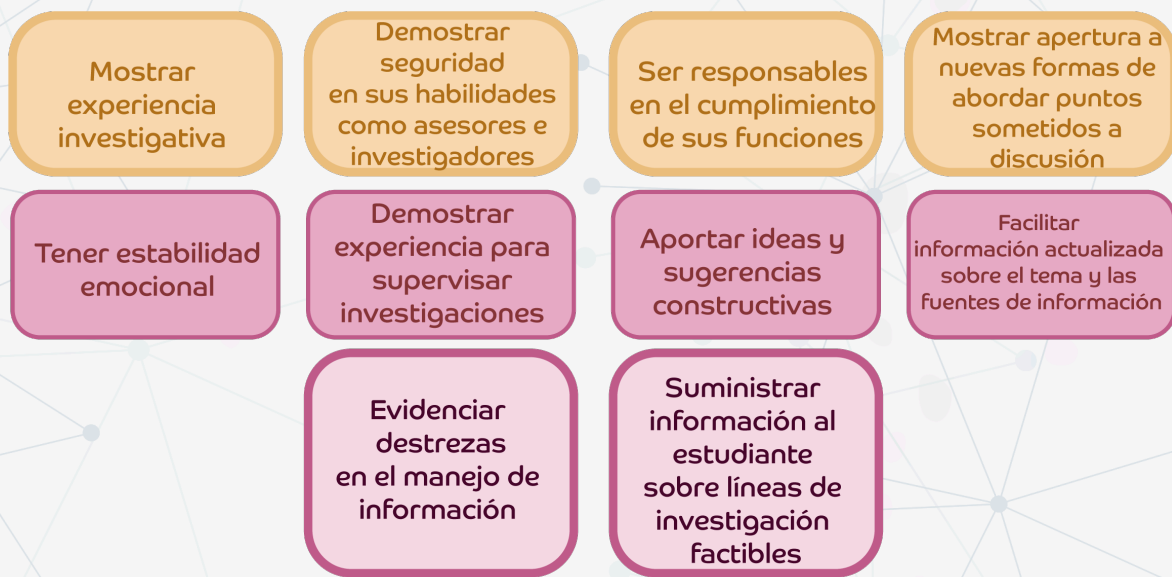 Mostrar
experiencia
investigativa
Demostrar
seguridad
en sus habilidades
como asesores e
investigadores
Ser responsables
en el cumplimiento
de sus funciones
Mostrar apertura a
nuevas formas de
abordar puntos
sometidos a
discusión
Tener estabilidad
emocional
Demostrar
experiencia para
supervisar
investigaciones
Aportar ideas y
sugerencias
constructivas
Facilitar
información actualizada
sobre el tema y las
fuentes de información
Evidenciar
destrezas
en el manejo de
información
Suministrar
información al
estudiante
sobre líneas de
investigación
factibles